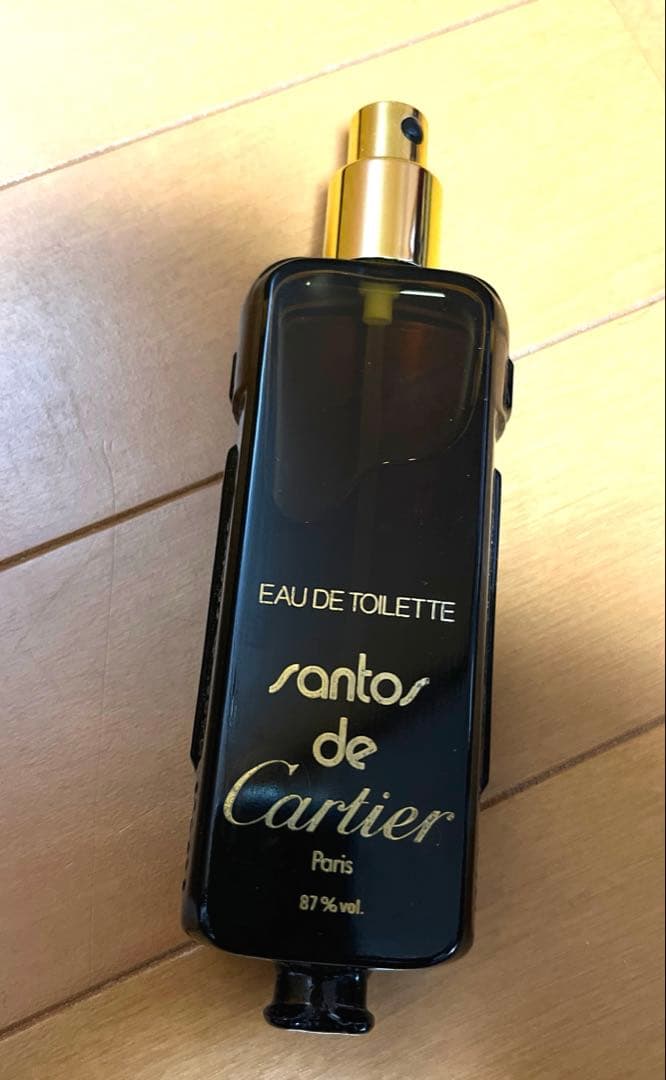 EAU DE TOILETTE
santos
de
Cartier
Paris
87 % vol.